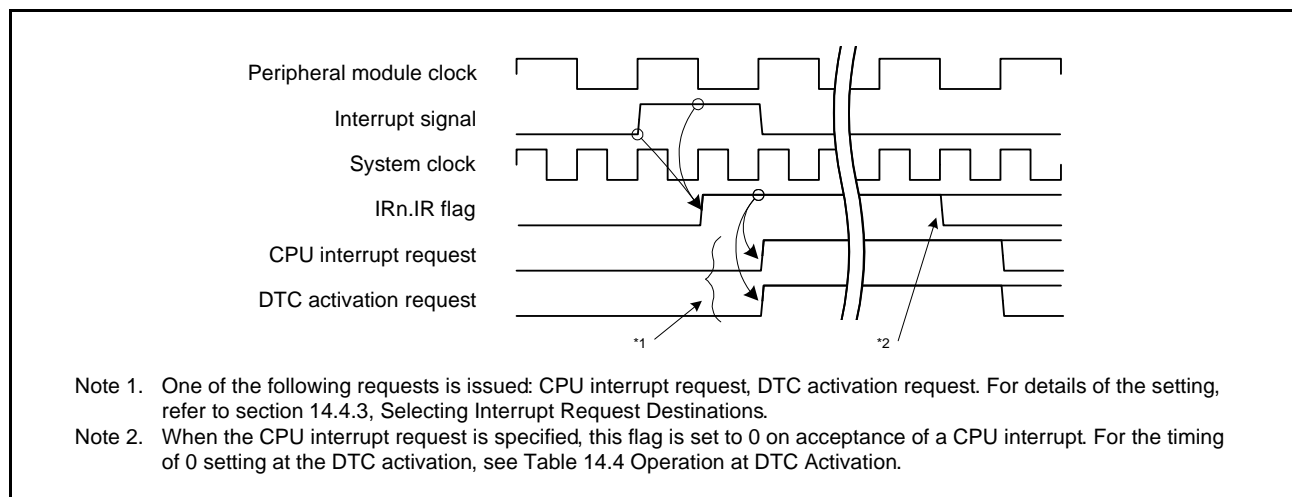 Peripheral module clock
Interrupt signal
System clock
IRn.IR flag
CPU interrupt request
DTC activation request
*1
*2
Note 1. One of the following requests is issued: CPU interrupt request, DTC activation request. For details of the setting,
refer to section 14.4.3, Selecting Interrupt Request Destinations.
Note 2. When the CPU interrupt request is specified, this flag is set to 0 on acceptance of a CPU interrupt. For the timing
of 0 setting at the DTC activation, see Table 14.4 Operation at DTC Activation.